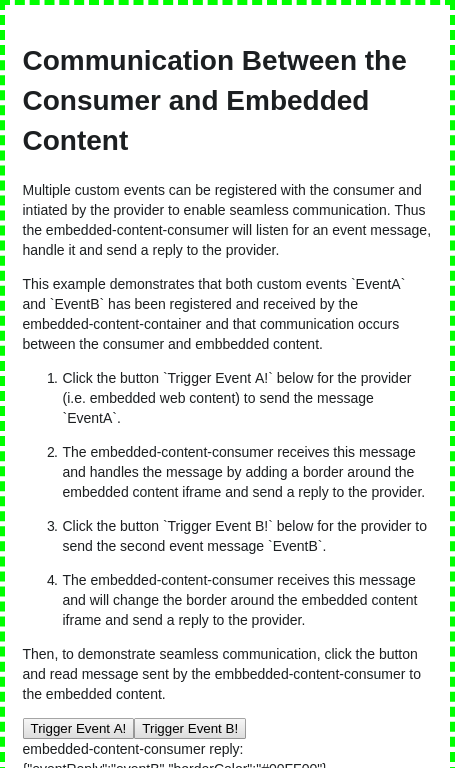 Communication Between the
Consumer and Embedded
Content
Multiple custom events can be registered with the consumer and
intiated by the provider to enable seamless communication. Thus
the embedded-content-consumer will listen for an event message,
handle it and send a reply to the provider.
This example demonstrates that both custom events `EventA`
and `EventB` has been registered and received by the
embedded-content-container and that communication occurs
between the consumer and embbedded content.
1. Click the button `Trigger Event A!` below for the provider
(i.e. embedded web content) to send the message
`EventA`.
2. The embedded-content-consumer receives this message
and handles the message by adding a border around the
embedded content iframe and send a reply to the provider.
3. Click the button `Trigger Event B!` below for the provider to
send the second event message `EventB`.
4. The embedded-content-consumer receives this message
and will change the border around the embedded content
iframe and send a reply to the provider.
Then, to demonstrate seamless communication, click the button
and read message sent by the embbedded-content-consumer to
the embedded content.
Trigger Event A! Trigger Event B!
embedded-content-consumer reply:
{"eventReply":"eventB","borderColor":"#00FF00"}